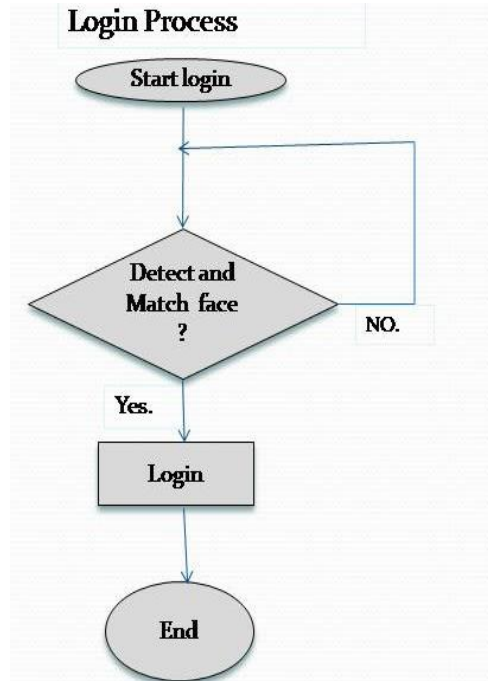 Login Process
Start login
Detect and
Match face
?
NO.
Yes.
Login
End